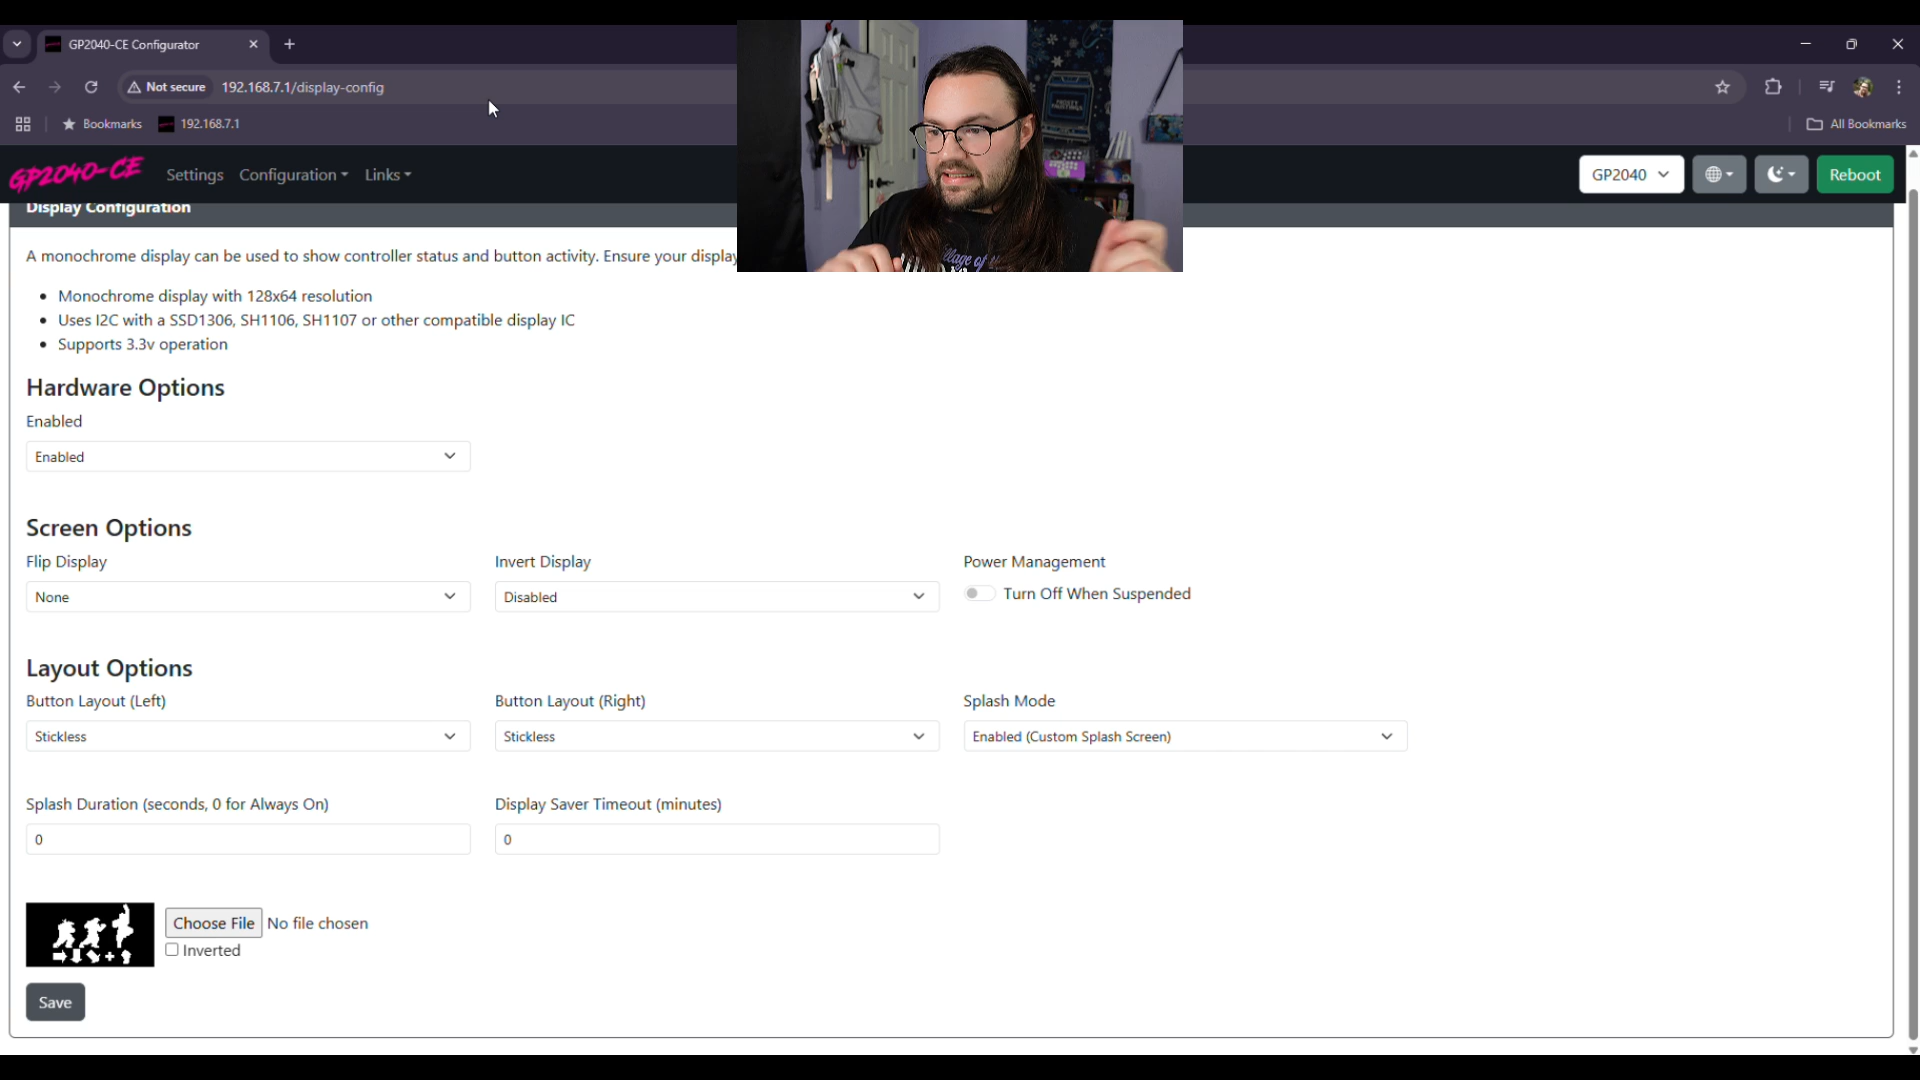 GP2040-CE Configurator
Not secure 192.168.7.1/display-config
Bookmarks 192.168.7.1 All Bookmarks
GP2040-CE Settings Configuration Links GP2040 Reboot
Display Configuration
A monochrome display can be used to show controller status and button activity. Ensure your display
Monochrome display with 128x64 resolution
Uses I2C with a SSD1306, SH1106, SH1107 or other compatible display IC
Supports 3.3v operation
Hardware Options
Enabled
Enabled
Screen Options
Flip Display Invert Display Power Management
None Disabled Turn Off When Suspended
Layout Options
Button Layout (Left) Button Layout (Right) Splash Mode
Stickless Stickless Enabled (Custom Splash Screen)
Splash Duration (seconds, 0 for Always On) Display Saver Timeout (minutes)
0 0
Choose File No file chosen
Inverted
Save